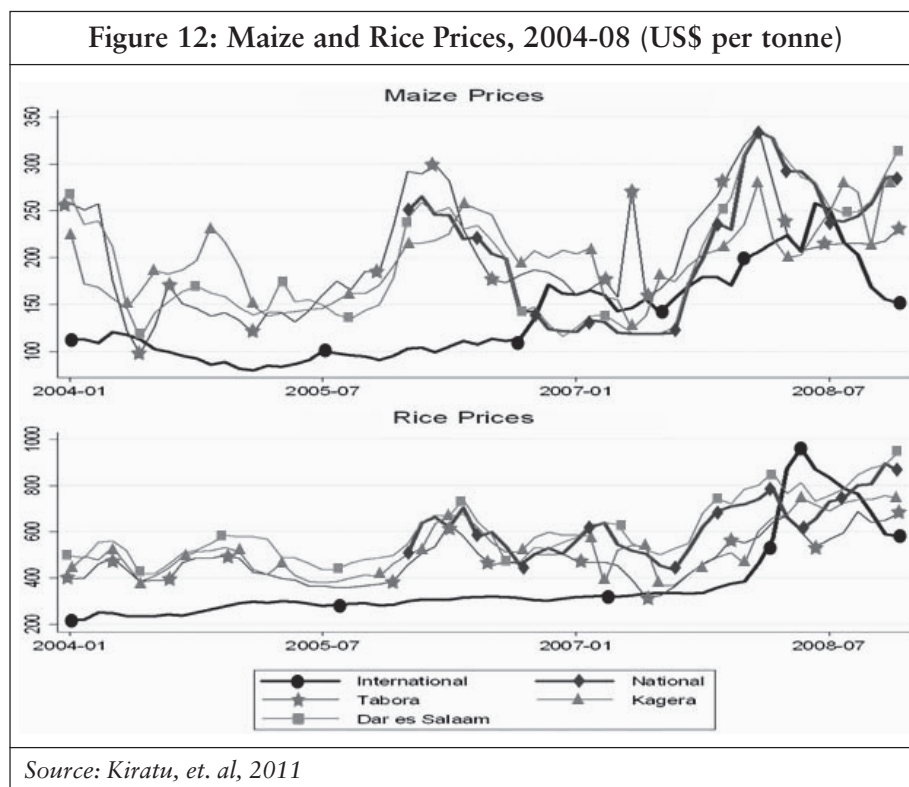 Figure 12: Maize and Rice Prices, 2004-08 (US$ per tonne)
Maize Prices
350
300
250
200
150
100
2004-01 2005-07 2007-01 2008-07
Rice Prices
1000
800
600
400
200
2004-01 2005-07 2007-01 2008-07
International National
Tabora Kagera
Dar es Salaam
Source: Kiratu, et. al, 2011